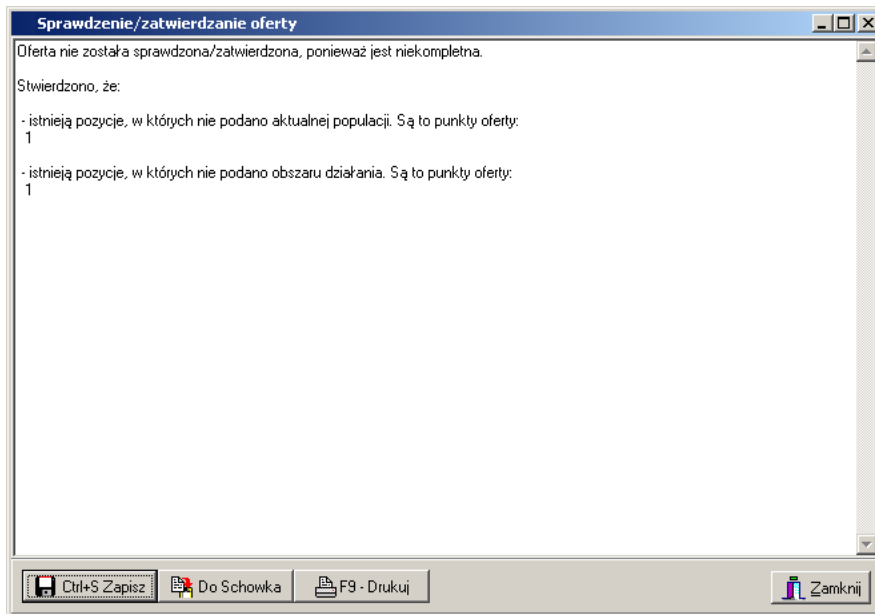 Sprawdzenie/zatwierdzanie oferty
Oferta nie została sprawdzona/zatwierdzona, ponieważ jest niekompletna.
Stwierdzono, że:
- istnieją pozycje, w których nie podano aktualnej populacji. Są to punkty oferty:
1
- istnieją pozycje, w których nie podano obszaru działania. Są to punkty oferty:
1
Ctrl+S Zapisz Do Schowka F9 - Drukuj Zamknij